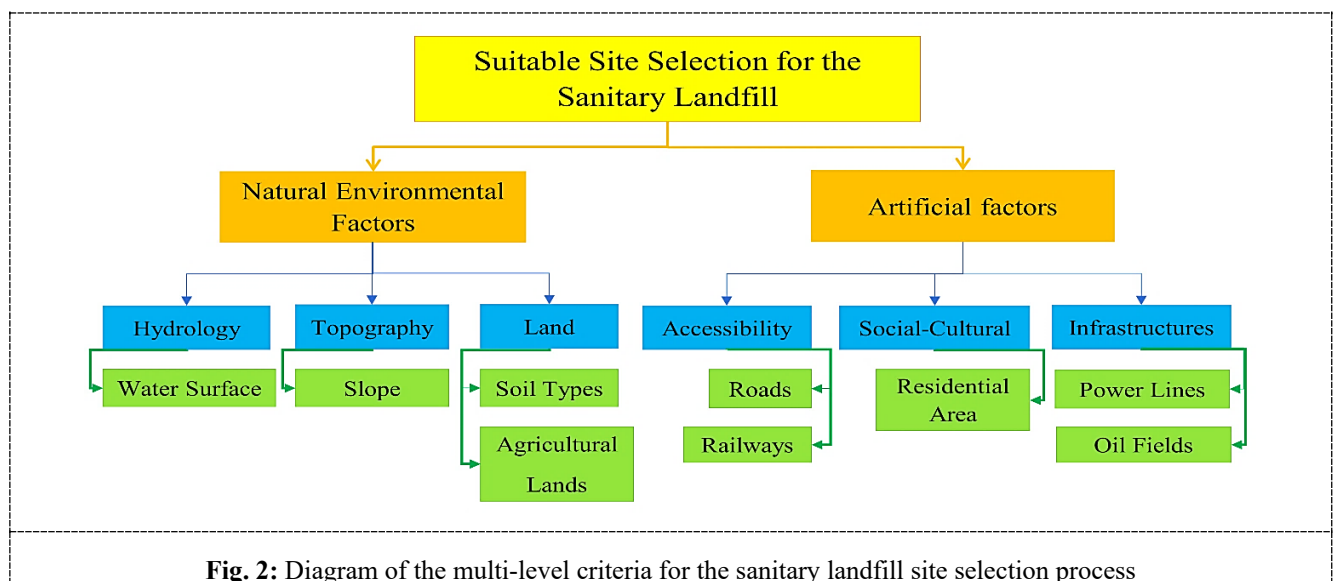 Suitable Site Selection for the
Sanitary Landfill
Natural Environmental
Factors
Artificial factors
Hydrology
Topography
Land
Accessibility
Social-Cultural
Infrastructures
Water Surface
Slope
Soil Types
Roads
Residential
Area
Power Lines
Agricultural
Lands
Railways
Oil Fields
Fig. 2: Diagram of the multi-level criteria for the sanitary landfill site selection process